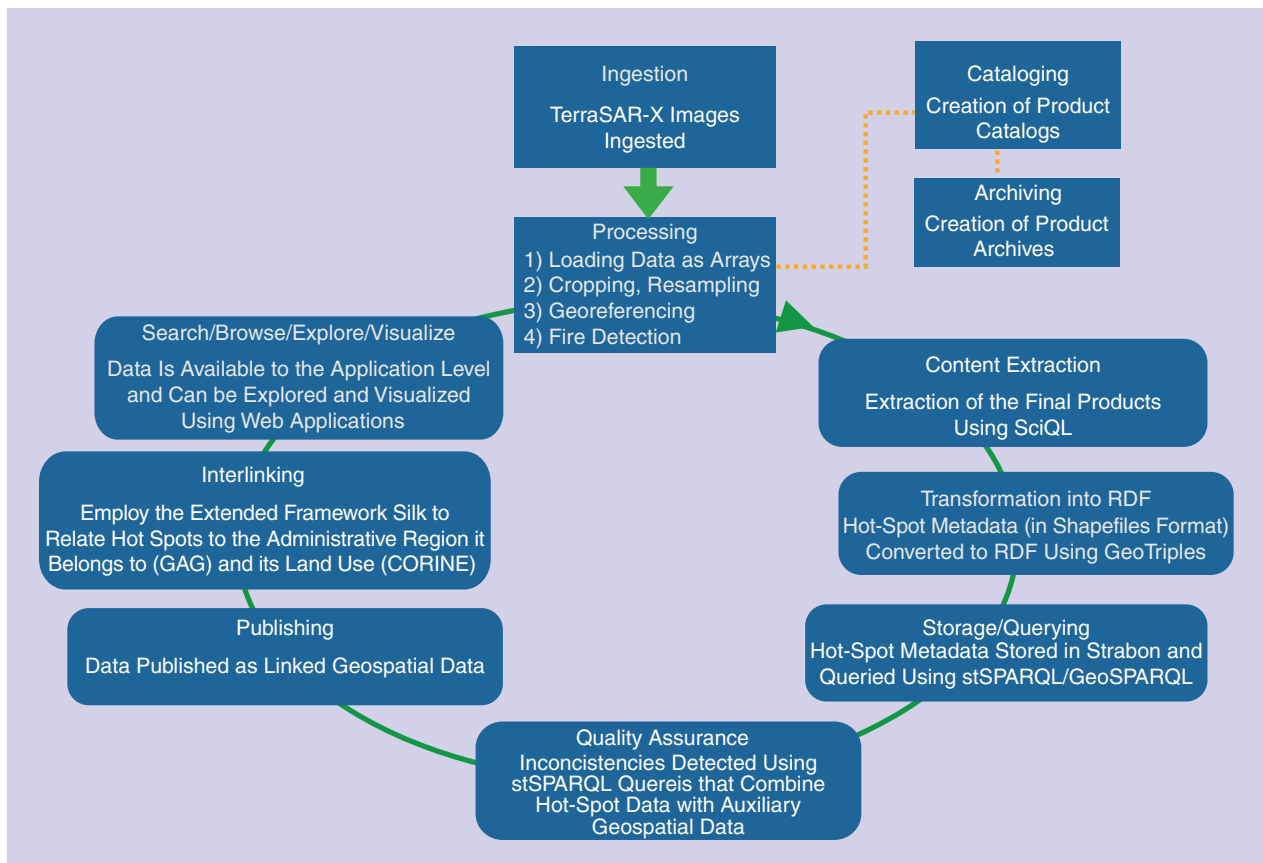 Ingestion
TerraSAR-X Images
Ingested
Cataloging
Creation of Product
Catalogs
Archiving
Creation of Product
Archives
Processing
1) Loading Data as Arrays
2) Cropping, Resampling
3) Georeferencing
4) Fire Detection
Content Extraction
Extraction of the Final Products
Using SciQL
Transformation into RDF
Hot-Spot Metadata (in Shapefiles Format)
Converted to RDF Using GeoTriples
Storage/Querying
Hot-Spot Metadata Stored in Strabon and
Queried Using stSPARQL/GeoSPARQL
Quality Assurance
Inconcistencies Detected Using
stSPARQL Quereis that Combine
Hot-Spot Data with Auxiliary
Geospatial Data
Publishing
Data Published as Linked Geospatial Data
Interlinking
Employ the Extended Framework Silk to
Relate Hot Spots to the Administrative Region it
Belongs to (GAG) and its Land Use (CORINE)
Search/Browse/Explore/Visualize
Data Is Available to the Application Level
and Can be Explored and Visualized
Using Web Applications